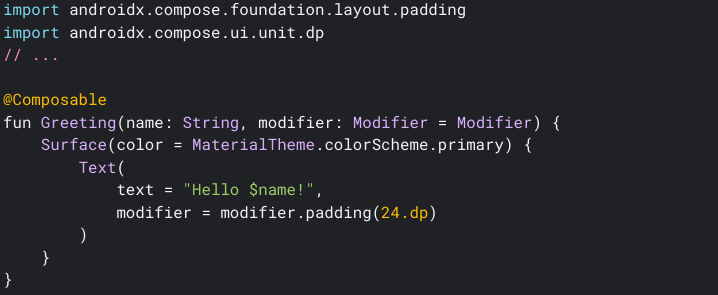 import androidx.compose.foundation.layout.padding
import androidx.compose.ui.unit.dp
// ...
@Composable
fun Greeting(name: String, modifier: Modifier = Modifier) {
    Surface(color = MaterialTheme.colorScheme.primary) {
        Text(
            text = "Hello $name!",
            modifier = modifier.padding(24.dp)
        )
    }
}